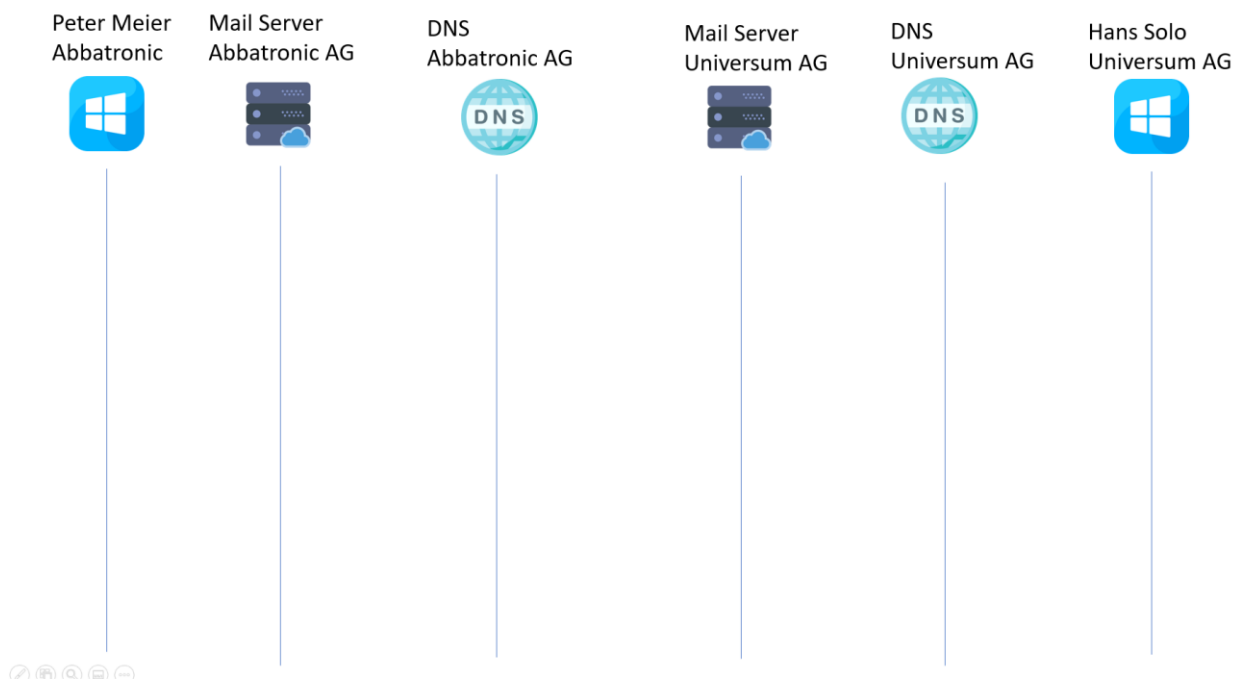 Peter Meier
Abbatronic
Mail Server
Abbatronic AG
DNS
Abbatronic AG
Mail Server
Universum AG
DNS
Universum AG
Hans Solo
Universum AG
DNS
DNS